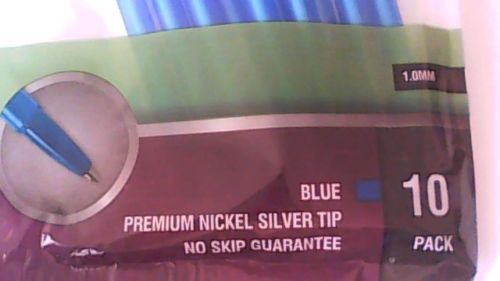 1.0MM
BLUE
PREMIUM NICKEL SILVER TIP
NO SKIP GUARANTEE
10
PACK